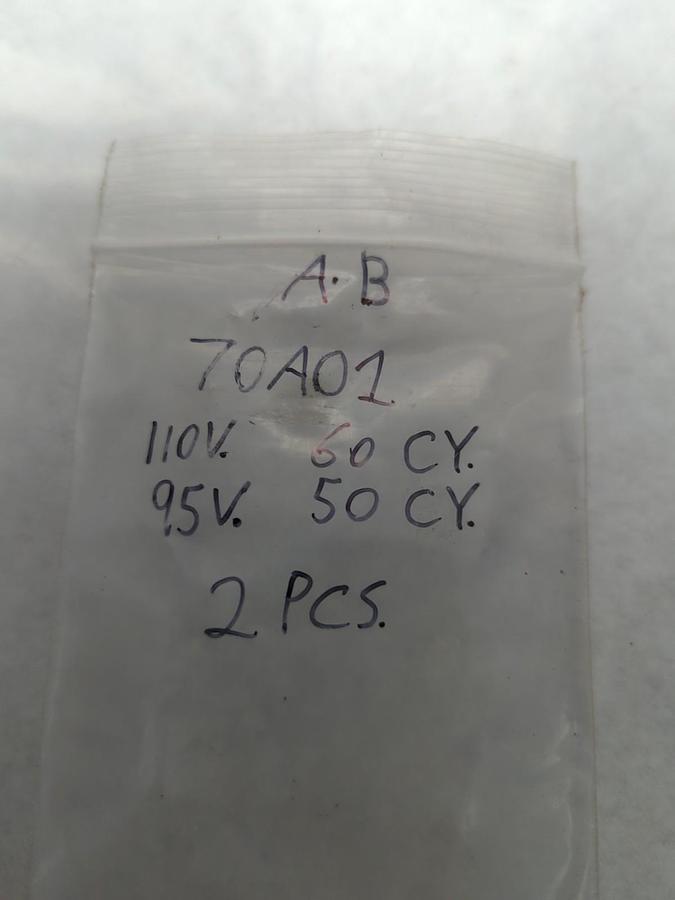 A·B
70A01
110V. 60 CY.
95V. 50 CY.
2 PCS.